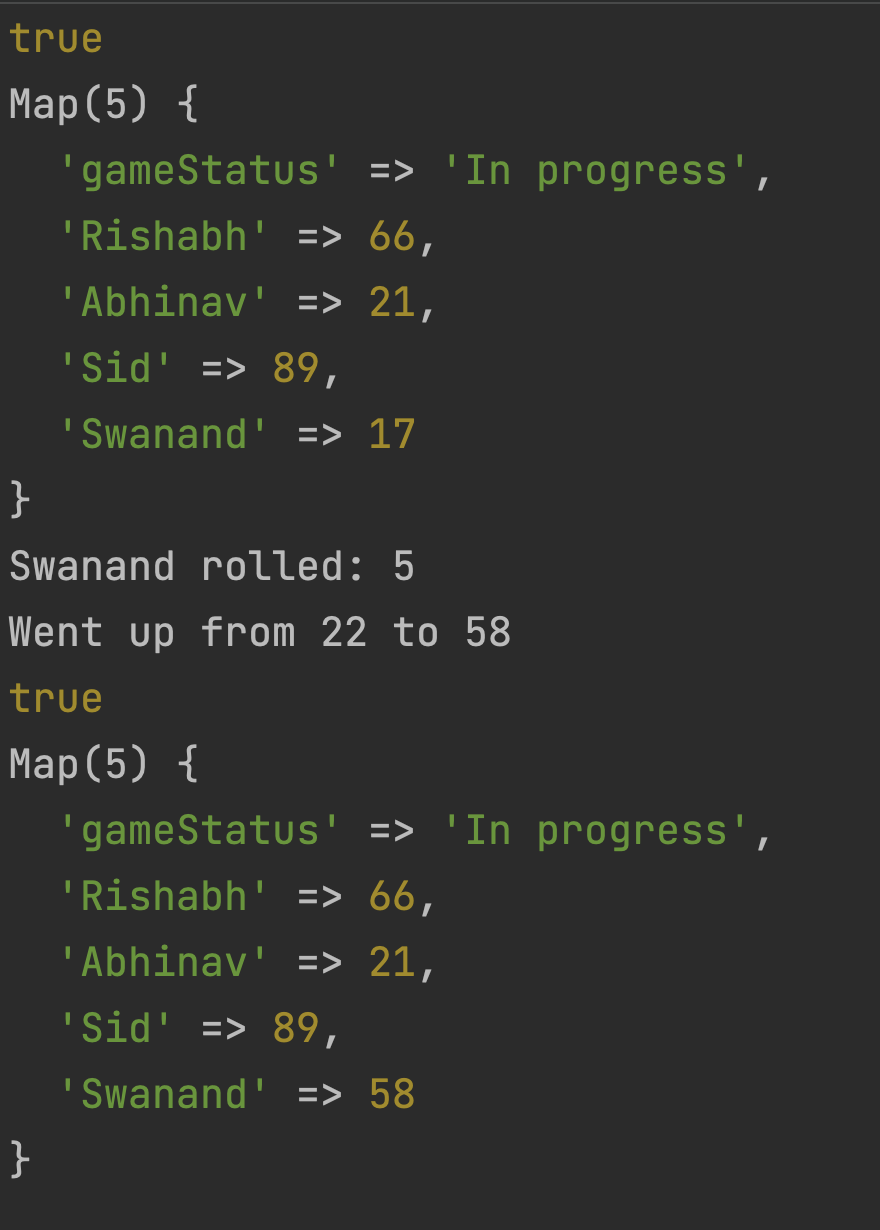 true
Map(5) {
  'gameStatus' => 'In progress',
  'Rishabh' => 66,
  'Abhinav' => 21,
  'Sid' => 89,
  'Swanand' => 17
}
Swanand rolled: 5
Went up from 22 to 58
true
Map(5) {
  'gameStatus' => 'In progress',
  'Rishabh' => 66,
  'Abhinav' => 21,
  'Sid' => 89,
  'Swanand' => 58
}